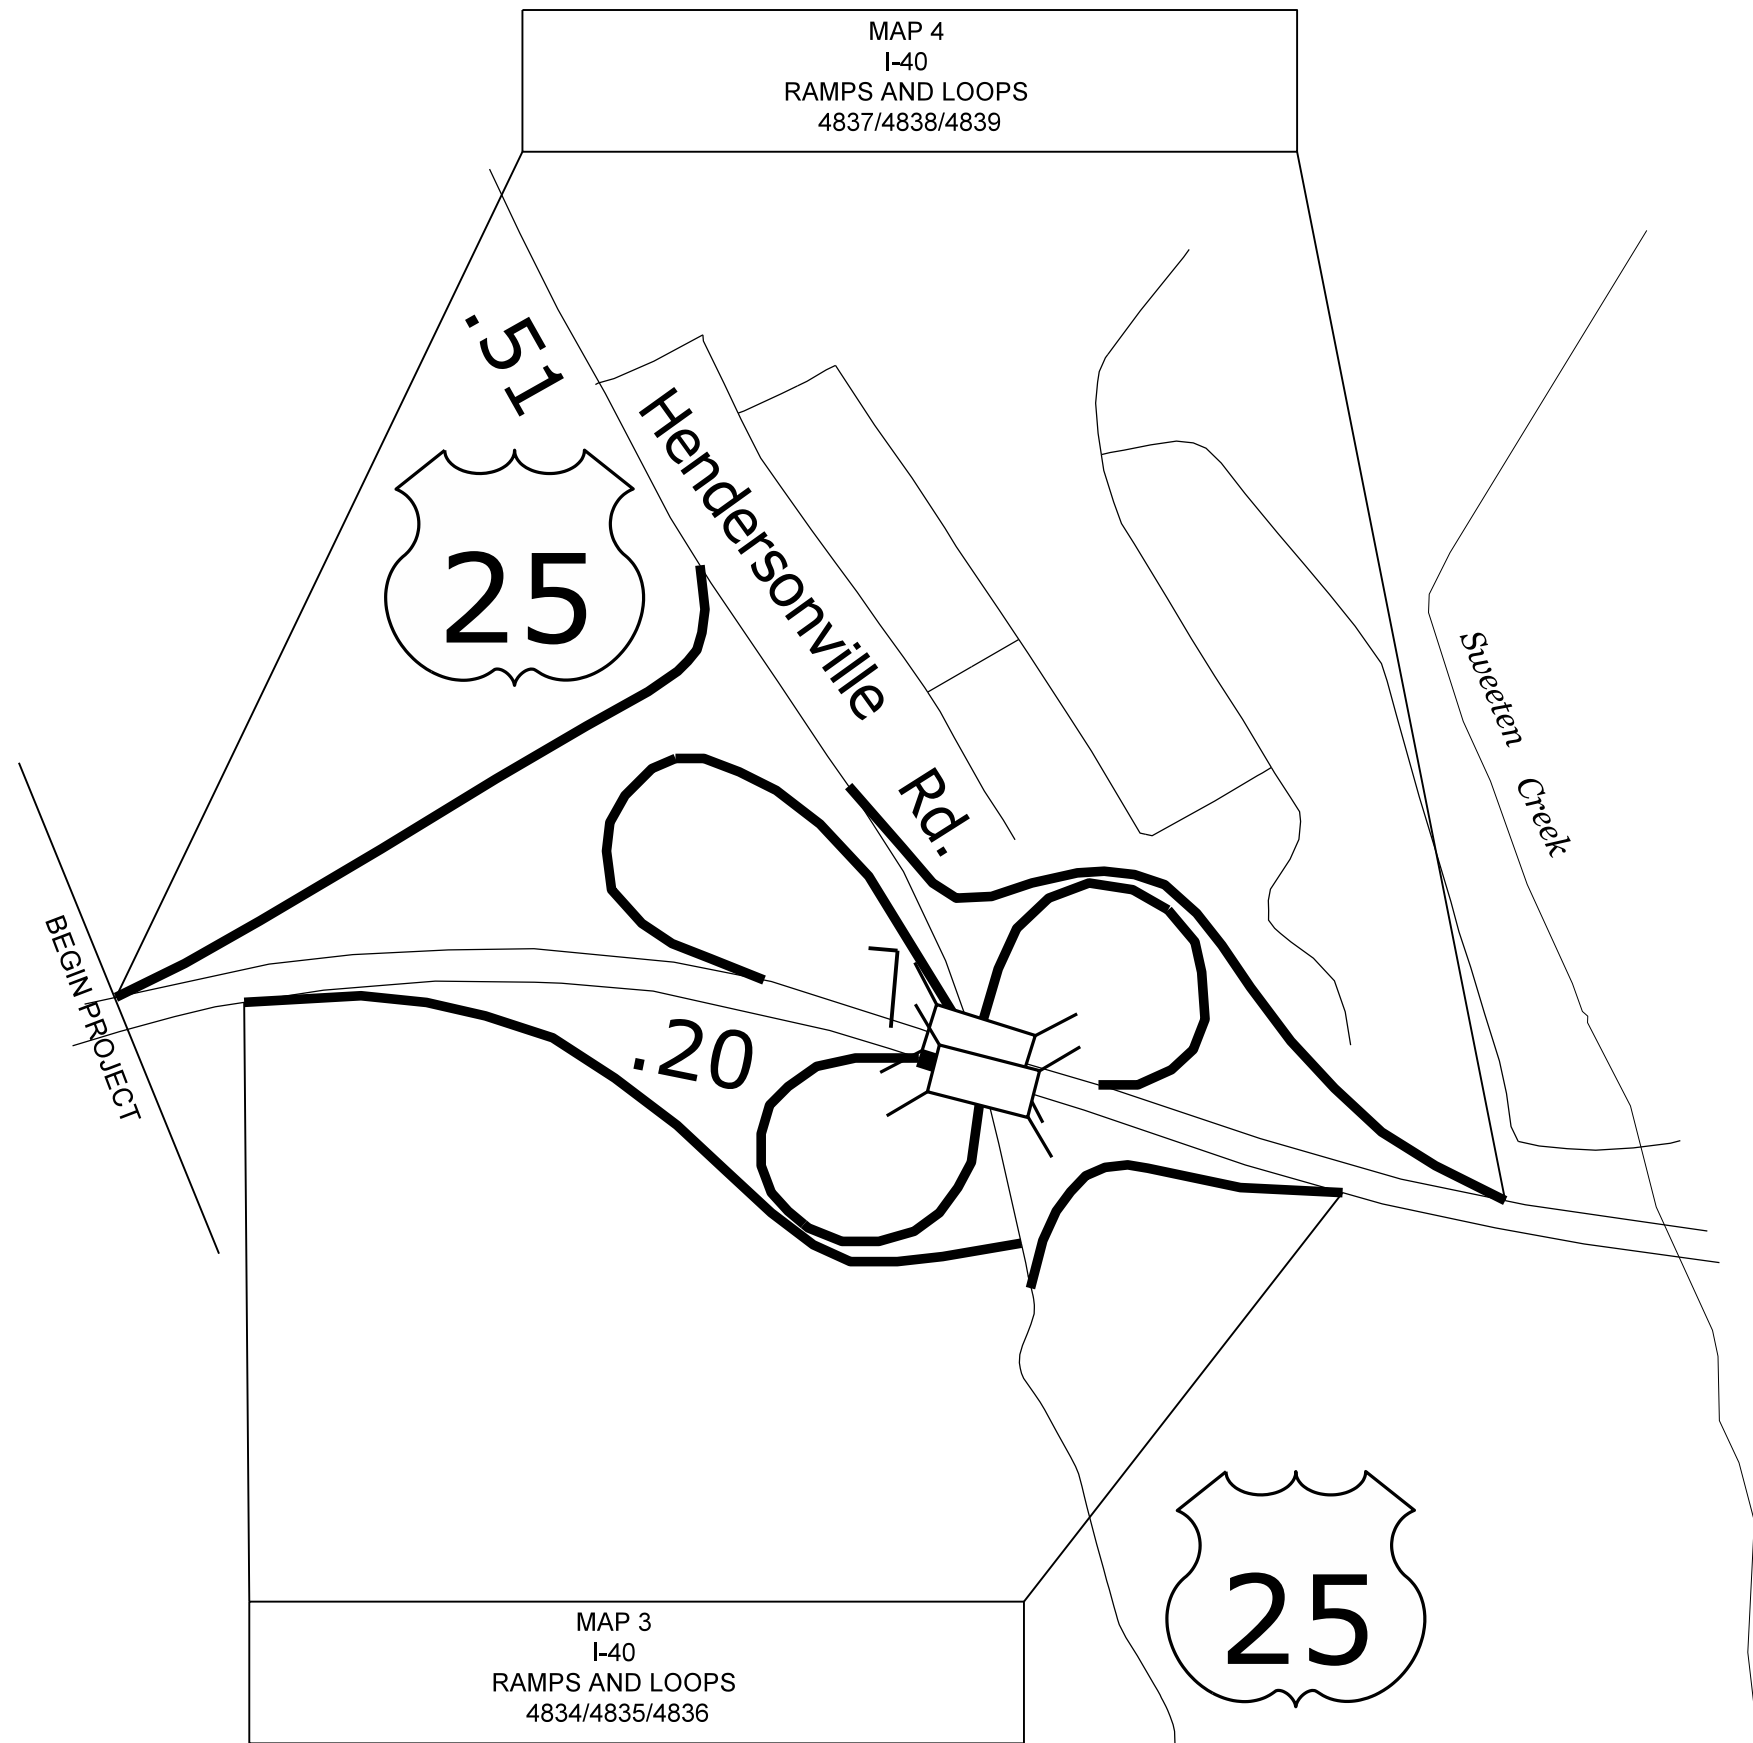 MAP 4
I-40
RAMPS AND LOOPS
4837/4838/4839
.51
25
Hendersonville Rd.
Sweeten Creek
BEGIN PROJECT
.20
25
MAP 3
I-40
RAMPS AND LOOPS
4834/4835/4836